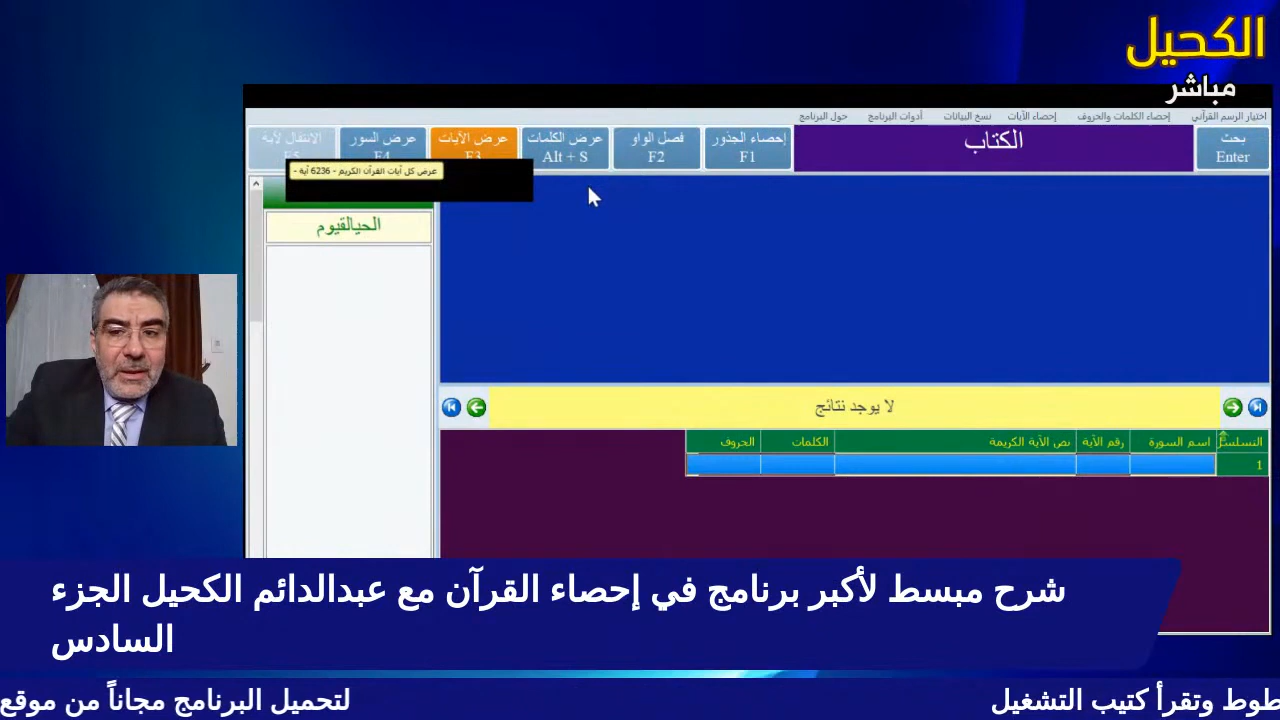 الكحيل
مباشر
اختيار الرسم القرآني إحصاء الكلمات والحروف إحصاء الآيات نسخ البيانات أدوات البرنامج حول البرنامج
بحث
Enter
الكتاب
إحصاء الجذور
F1
فصل الواو
F2
عرض الكلمات
Alt + S
عرض الآيات
F3
عرض السور
F4
الانتقال لآية
F5
عرض كل آيات القرآن الكريم - 6236 آية -
الحيالقيوم
لا يوجد نتائج
التسلسل اسم السورة رقم الآية نص الآية الكريمة الكلمات الحروف
1
شرح مبسط لأكبر برنامج في إحصاء القرآن مع عبدالدائم الكحيل الجزء
السادس
طوط وتقرأ كتيب التشغيل
لتحميل البرنامج مجاناً من موقع